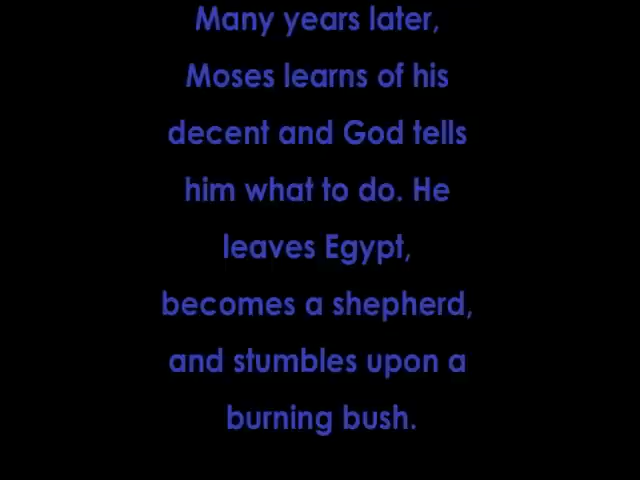 Many years later,
Moses learns of his
decent and God tells
him what to do. He
leaves Egypt,
becomes a shepherd,
and stumbles upon a
burning bush.